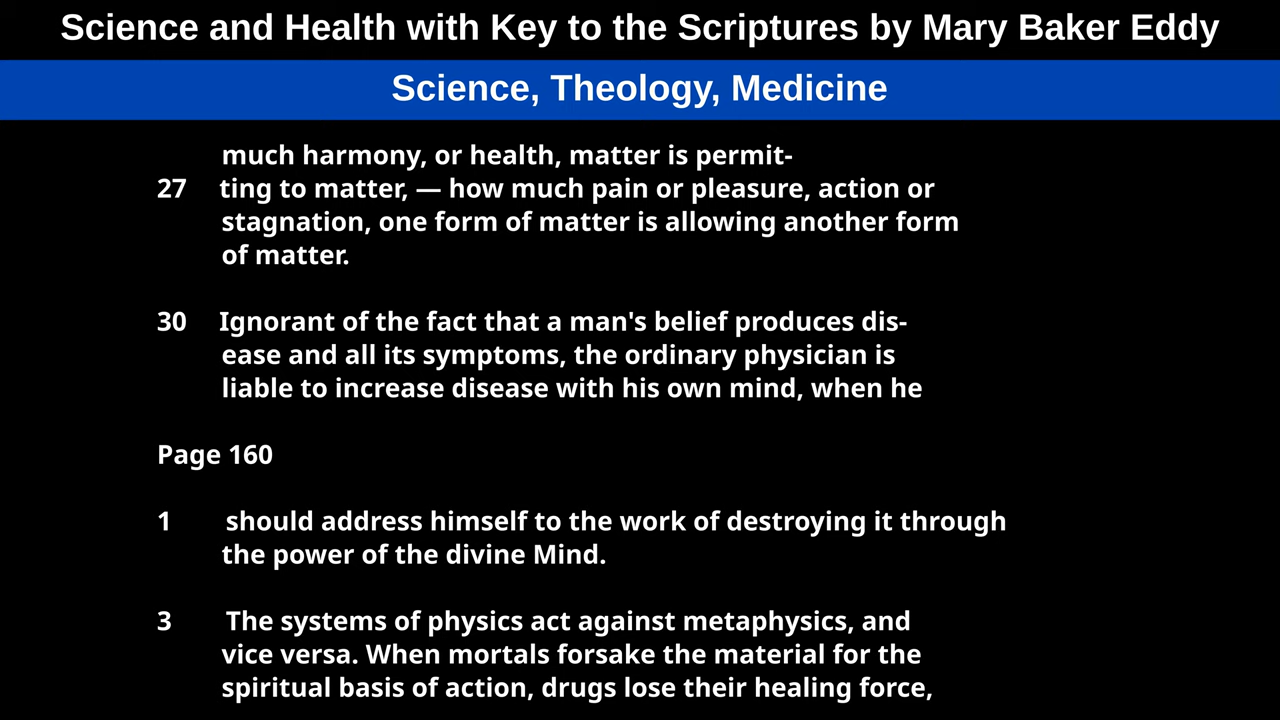 Science and Health with Key to the Scriptures by Mary Baker Eddy
Science, Theology, Medicine
much harmony, or health, matter is permit-
27 ting to matter, — how much pain or pleasure, action or
stagnation, one form of matter is allowing another form
of matter.
30 Ignorant of the fact that a man's belief produces dis-
ease and all its symptoms, the ordinary physician is
liable to increase disease with his own mind, when he
Page 160
1 should address himself to the work of destroying it through
the power of the divine Mind.
3 The systems of physics act against metaphysics, and
vice versa. When mortals forsake the material for the
spiritual basis of action, drugs lose their healing force,